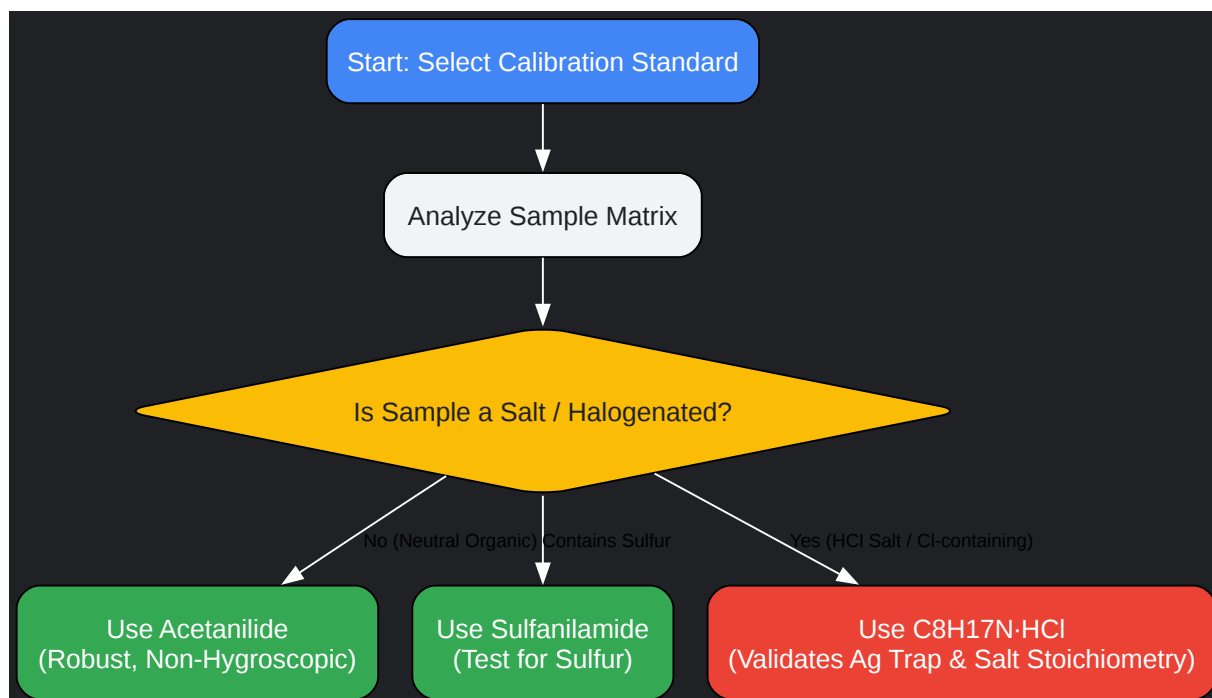 Start: Select Calibration Standard
Analyze Sample Matrix
Is Sample a Salt / Halogenated?
No (Neutral Organic)
Contains Sulfur
Yes (HCl Salt / Cl-containing)
Use Acetanilide
(Robust, Non-Hygroscopic)
Use Sulfanilamide
(Test for Sulfur)
Use C8H17N·HCl
(Validates Ag Trap & Salt Stoichiometry)